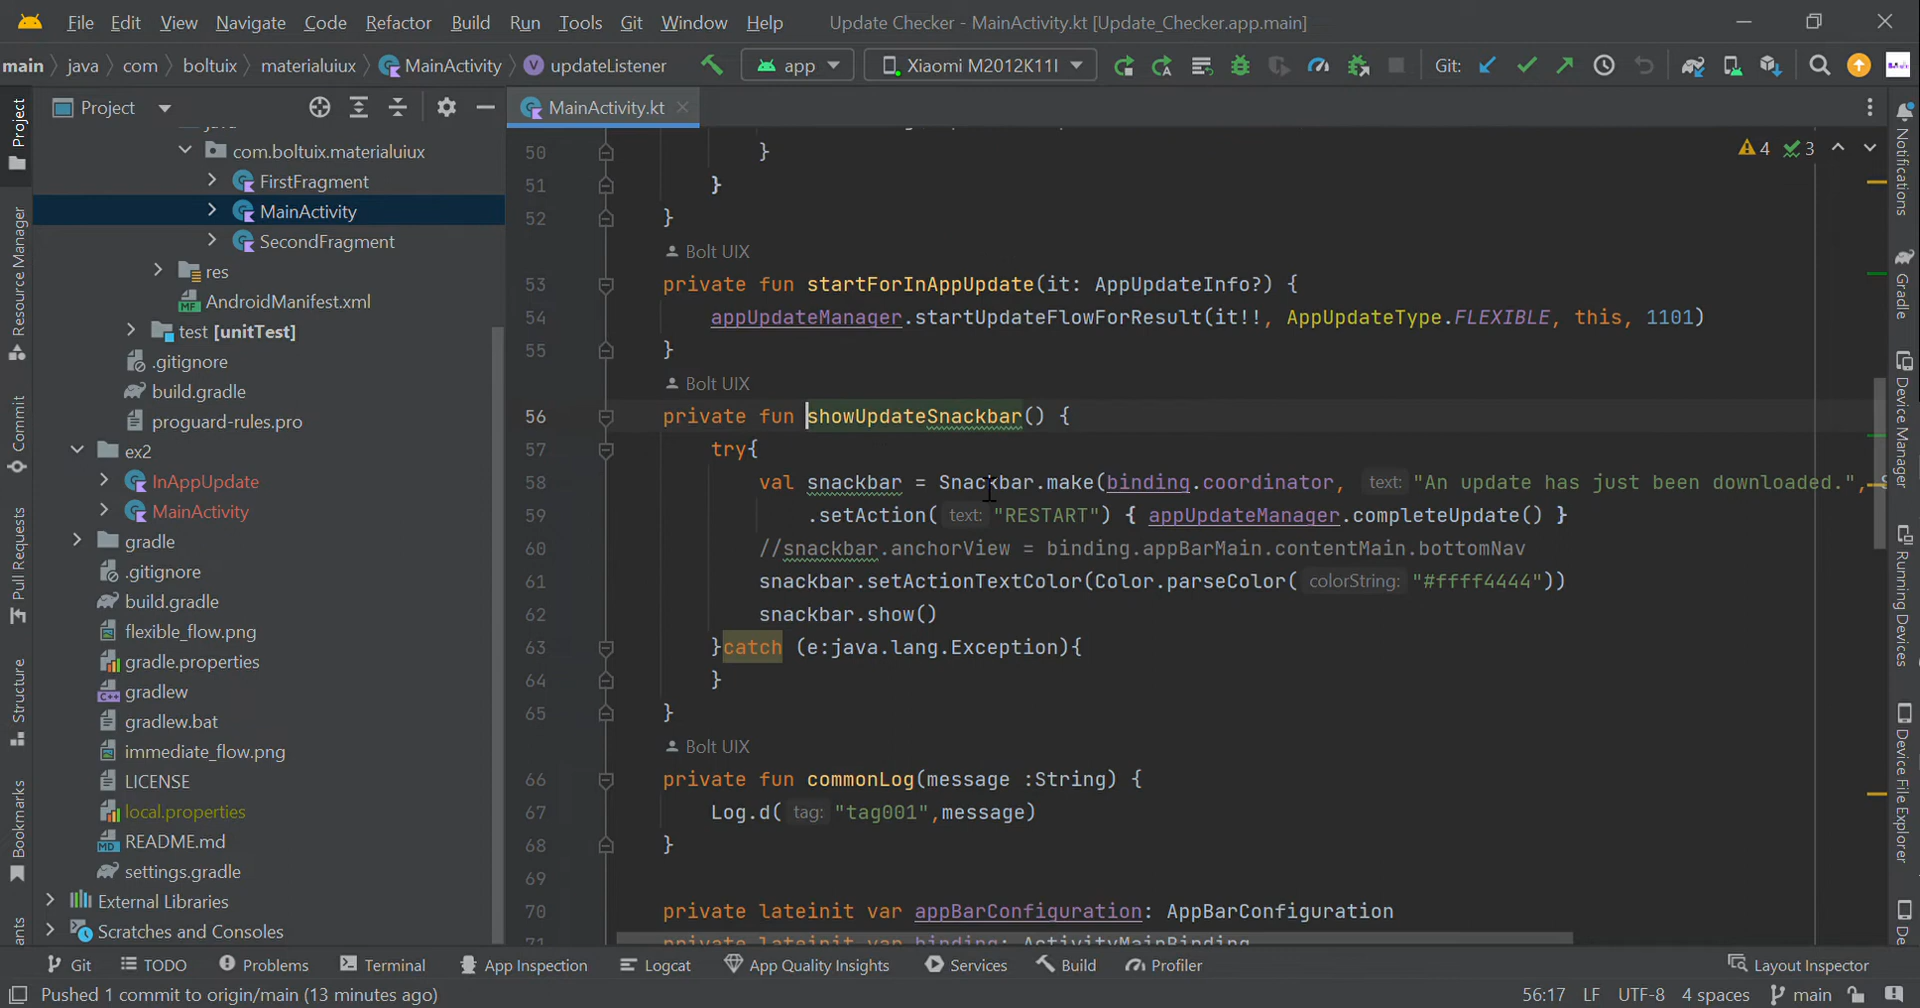 File Edit View Navigate Code Refactor Build Run Tools Git Window Help Update Checker - MainActivity.kt [Update_Checker.app.main]
main java com boltuix materialuiux MainActivity updateListener app Xiaomi M2012K11I Git:
Project MainActivity.kt
com.boltuix.materialuiux
FirstFragment
MainActivity
SecondFragment
res
AndroidManifest.xml
test [unitTest]
.gitignore
build.gradle
proguard-rules.pro
ex2
InAppUpdate
MainActivity
gradle
.gitignore
build.gradle
flexible_flow.png
gradle.properties
gradlew
gradlew.bat
immediate_flow.png
LICENSE
local.properties
README.md
settings.gradle
External Libraries
Scratches and Consoles
4 3
50 }
51 }
52 }
Bolt UIX
53 private fun startForInAppUpdate(it: AppUpdateInfo?) {
54 appUpdateManager.startUpdateFlowForResult(it!!, AppUpdateType.FLEXIBLE, this, 1101)
55 }
Bolt UIX
56 private fun showUpdateSnackbar() {
57 try{
58 val snackbar = Snackbar.make(binding.coordinator, text: "An update has just been downloaded.",
59 .setAction( text: "RESTART") { appUpdateManager.completeUpdate() }
60 //snackbar.anchorView = binding.appBarMain.contentMain.bottomNav
61 snackbar.setActionTextColor(Color.parseColor( colorString: "#ffff4444"))
62 snackbar.show()
63 }catch (e:java.lang.Exception){
64 }
65 }
Bolt UIX
66 private fun commonLog(message :String) {
67 Log.d( tag: "tag001",message)
68 }
69
70 private lateinit var appBarConfiguration: AppBarConfiguration
71 private lateinit var binding: ActivityMainBinding
Project
Resource Manager
Commit
Pull Requests
Structure
Bookmarks
Notifications
Gradle
Device Manager
Running Devices
Device File Explorer
Git TODO Problems Terminal App Inspection Logcat App Quality Insights Services Build Profiler Layout Inspector
Pushed 1 commit to origin/main (13 minutes ago) 56:17 LF UTF-8 4 spaces main